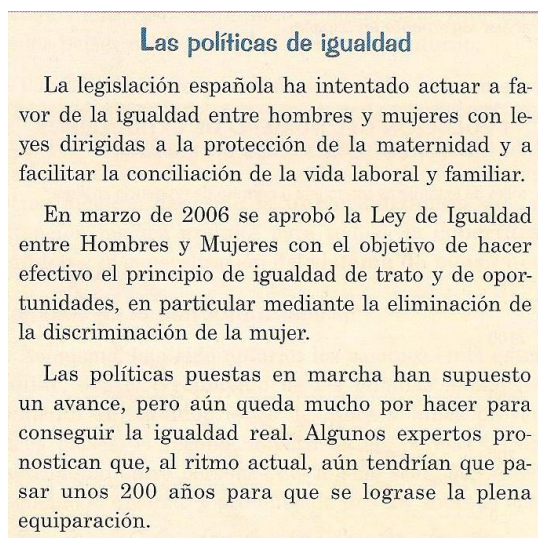 Las políticas de igualdad
La legislación española ha intentado actuar a fa-
vor de la igualdad entre hombres y mujeres con le-
yes dirigidas a la protección de la maternidad y a
facilitar la conciliación de la vida laboral y familiar.
En marzo de 2006 se aprobó la Ley de Igualdad
entre Hombres y Mujeres con el objetivo de hacer
efectivo el principio de igualdad de trato y de opor-
tunidades, en particular mediante la eliminación de
la discriminación de la mujer.
Las políticas puestas en marcha han supuesto
un avance, pero aún queda mucho por hacer para
conseguir la igualdad real. Algunos expertos pro-
nostican que, al ritmo actual, aún tendrían que pa-
sar unos 200 años para que se lograse la plena
equiparación.